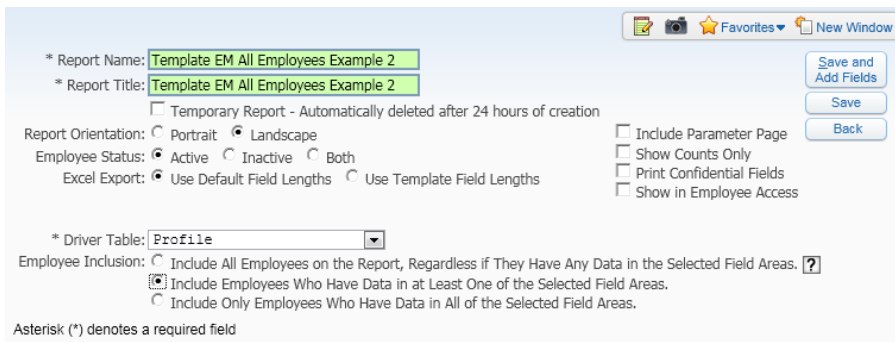 Favorites New Window
* Report Name: Template EM All Employees Example 2
* Report Title: Template EM All Employees Example 2
Save and
Add Fields
Temporary Report - Automatically deleted after 24 hours of creation
Save
Report Orientation: Portrait Landscape
Include Parameter Page
Back
Employee Status: Active Inactive Both
Show Counts Only
Excel Export: Use Default Field Lengths Use Template Field Lengths
Print Confidential Fields
Show in Employee Access
* Driver Table: Profile
Employee Inclusion: Include All Employees on the Report, Regardless if They Have Any Data in the Selected Field Areas. ?
Include Employees Who Have Data in at Least One of the Selected Field Areas.
Include Only Employees Who Have Data in All of the Selected Field Areas.
Asterisk (*) denotes a required field